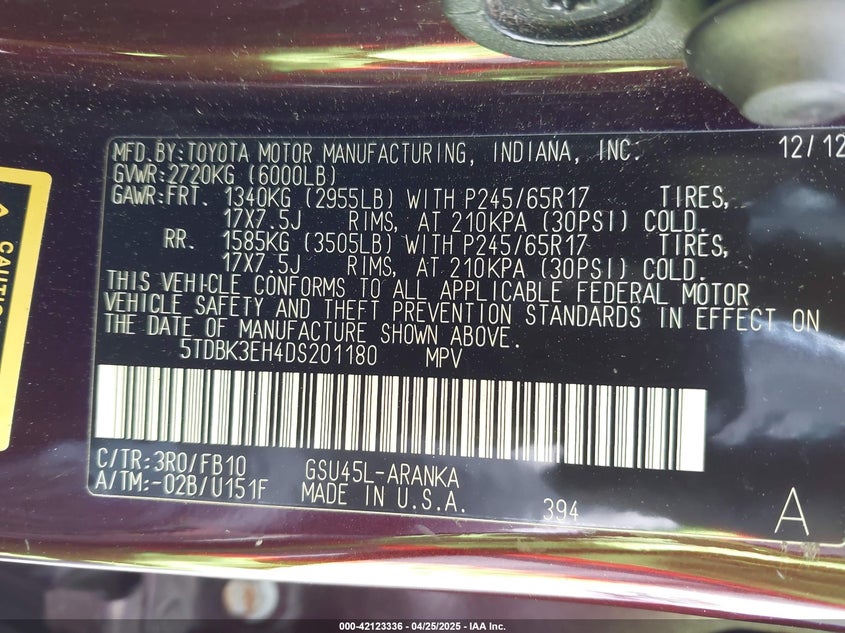 MFD.BY:TOYOTA MOTOR MANUFACTURING, INDIANA, INC. 12/12
GVWR:2720KG (6000LB)
GAWR:FRT. 1340KG (2955LB) WITH P245/65R17 TIRES,
17X7.5J RIMS, AT 210KPA (30PSI) COLD.
RR. 1585KG (3505LB) WITH P245/65R17 TIRES,
17X7.5J RIMS, AT 210KPA (30PSI) COLD.
THIS VEHICLE CONFORMS TO ALL APPLICABLE FEDERAL MOTOR
VEHICLE SAFETY AND THEFT PREVENTION STANDARDS IN EFFECT ON
THE DATE OF MANUFACTURE SHOWN ABOVE.
5TDBK3EH4DS201180 MPV
C/TR:3R0/FB10 GSU45L-ARANKA
A/TM:-02B/U151F MADE IN U.S.A. 394 A
CAUTION
000-42123336 - 04/25/2025 - IAA Inc.